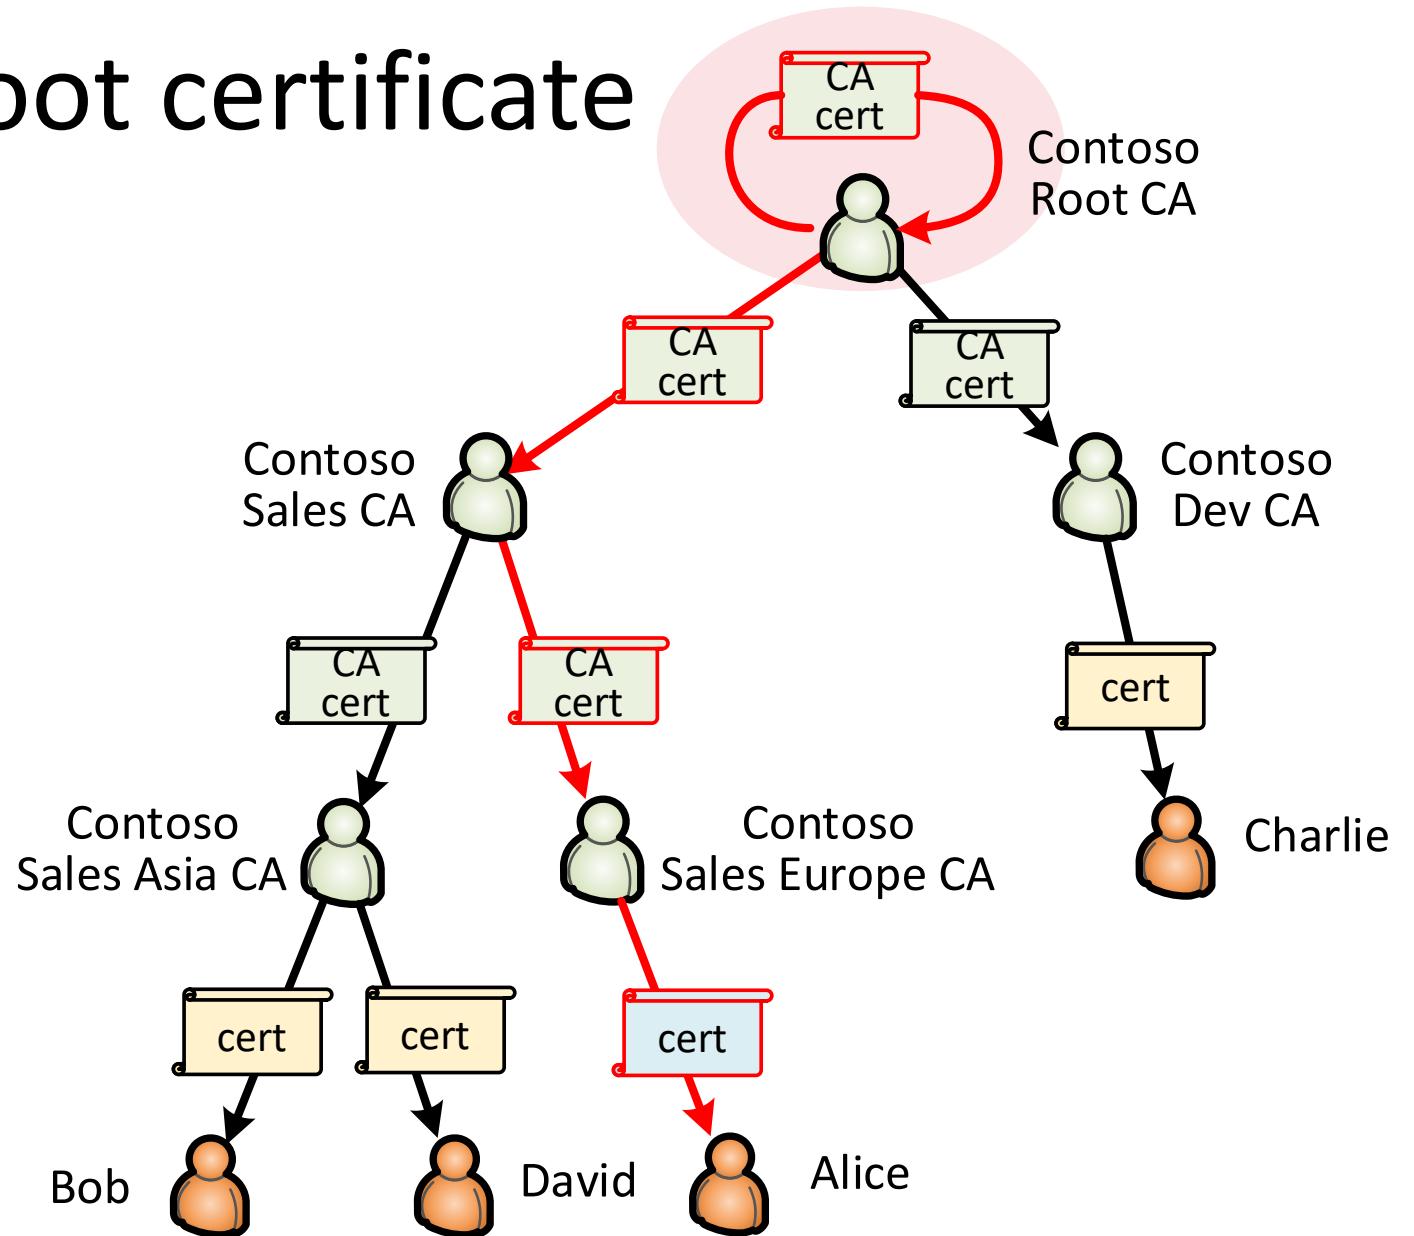 oot certificate
CA
cert
Contoso
Root CA
CA
cert
CA
cert
Contoso
Sales CA
Contoso
Dev CA
CA
cert
CA
cert
cert
Contoso
Sales Asia CA
Contoso
Sales Europe CA
Charlie
cert
cert
cert
Bob
David
Alice